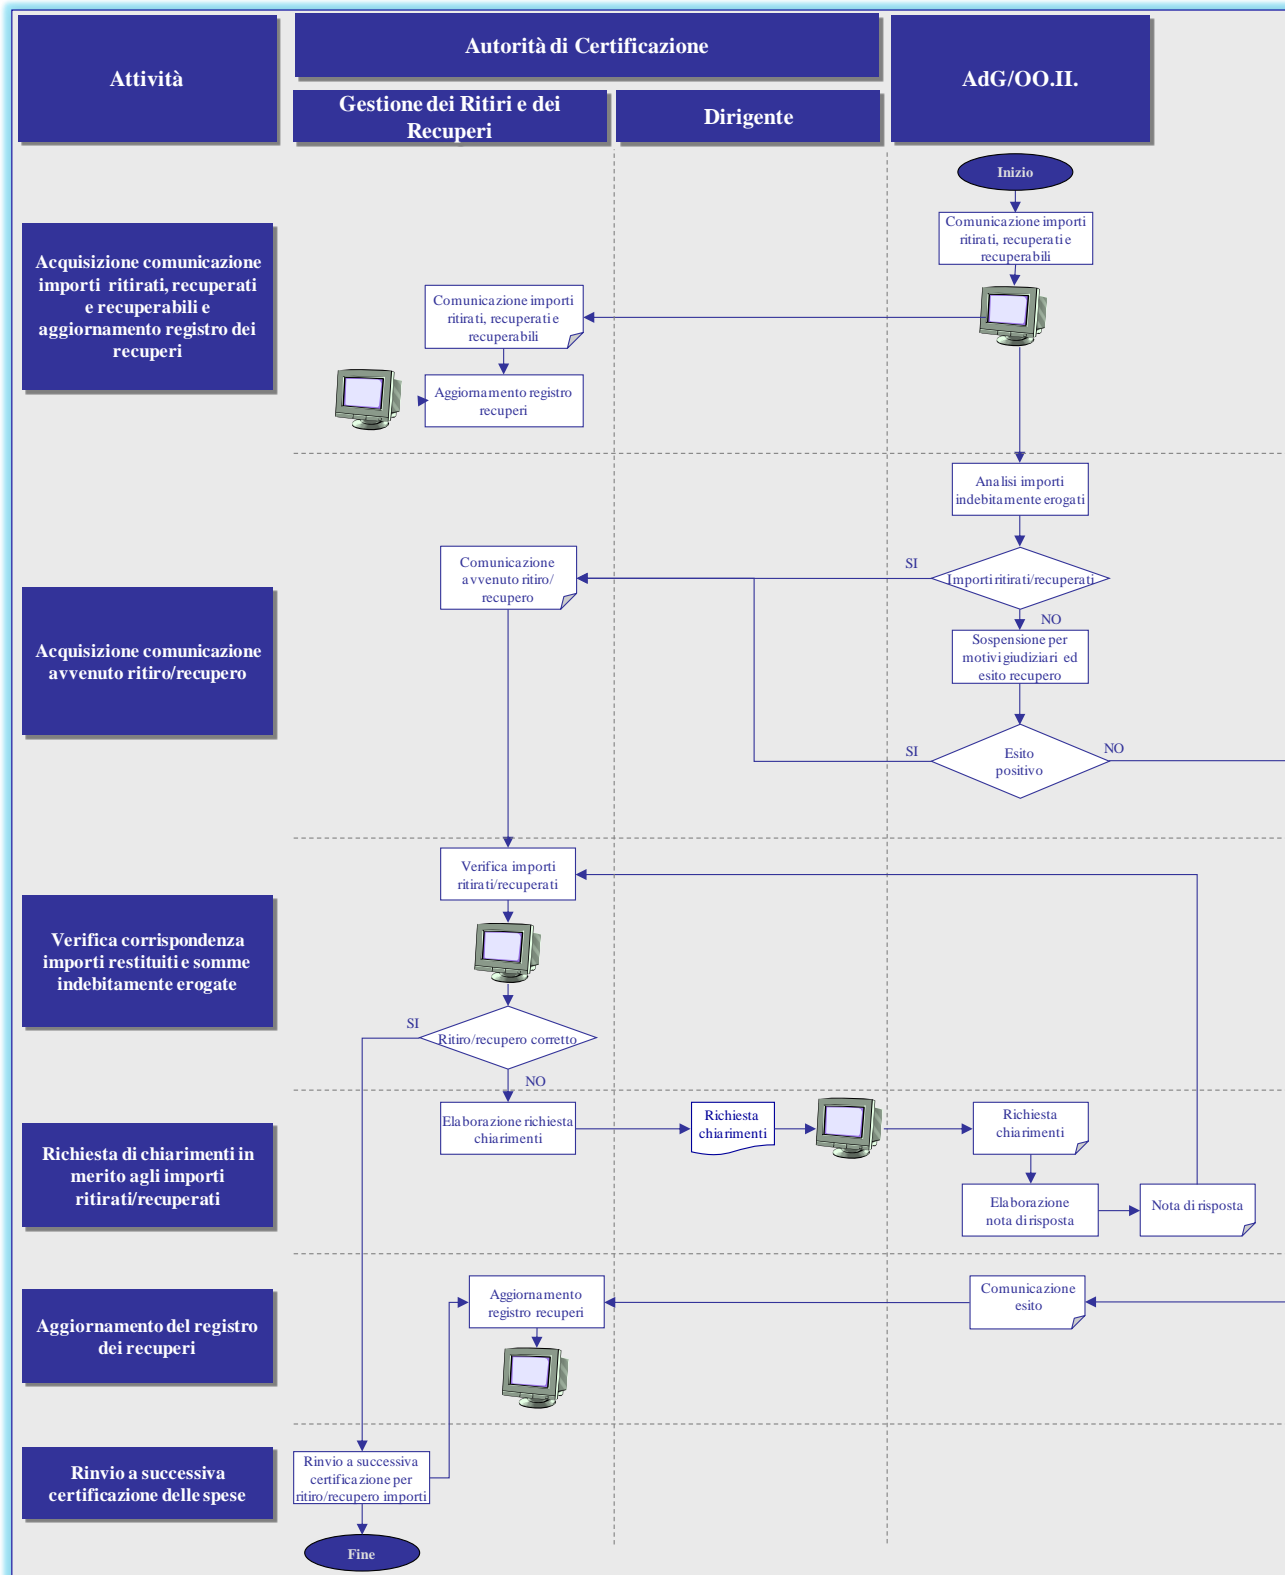 Attività
Autorità di Certificazione
AdG/OO.II.
Gestione dei Ritiri e dei
Recuperi
Dirigente
Inizio
Comunicazione importi
ritirati, recuperati e
recuperabili
Acquisizione comunicazione
importi ritirati, recuperati
e recuperabili e
aggiornamento registro dei
recuperi
Comunicazione importi
ritirati, recuperati e
recuperabili
Aggiornamento registro
recuperi
Analisi importi
indebitamente erogati
Acquisizione comunicazione
avvenuto ritiro/recupero
Comunicazione
avvenuto ritiro/
recupero
SI
Importi ritirati/recuperati
NO
Sospensione per
motivi giudiziari ed
esito recupero
SI
Esito
positivo
NO
Verifica corrispondenza
importi restituiti e somme
indebitamente erogate
Verifica importi
ritirati/recuperati
SI
Ritiro/recupero corretto
NO
Richiesta di chiarimenti in
merito agli importi
ritirati/recuperati
Elaborazione richiesta
chiarimenti
Richiesta
chiarimenti
Richiesta
chiarimenti
Elaborazione
nota di risposta
Nota di risposta
Aggiornamento del registro
dei recuperi
Aggiornamento
registro recuperi
Comunicazione
esito
Rinvio a successiva
certificazione delle spese
Rinvio a successiva
certificazione per
ritiro/recupero importi
Fine